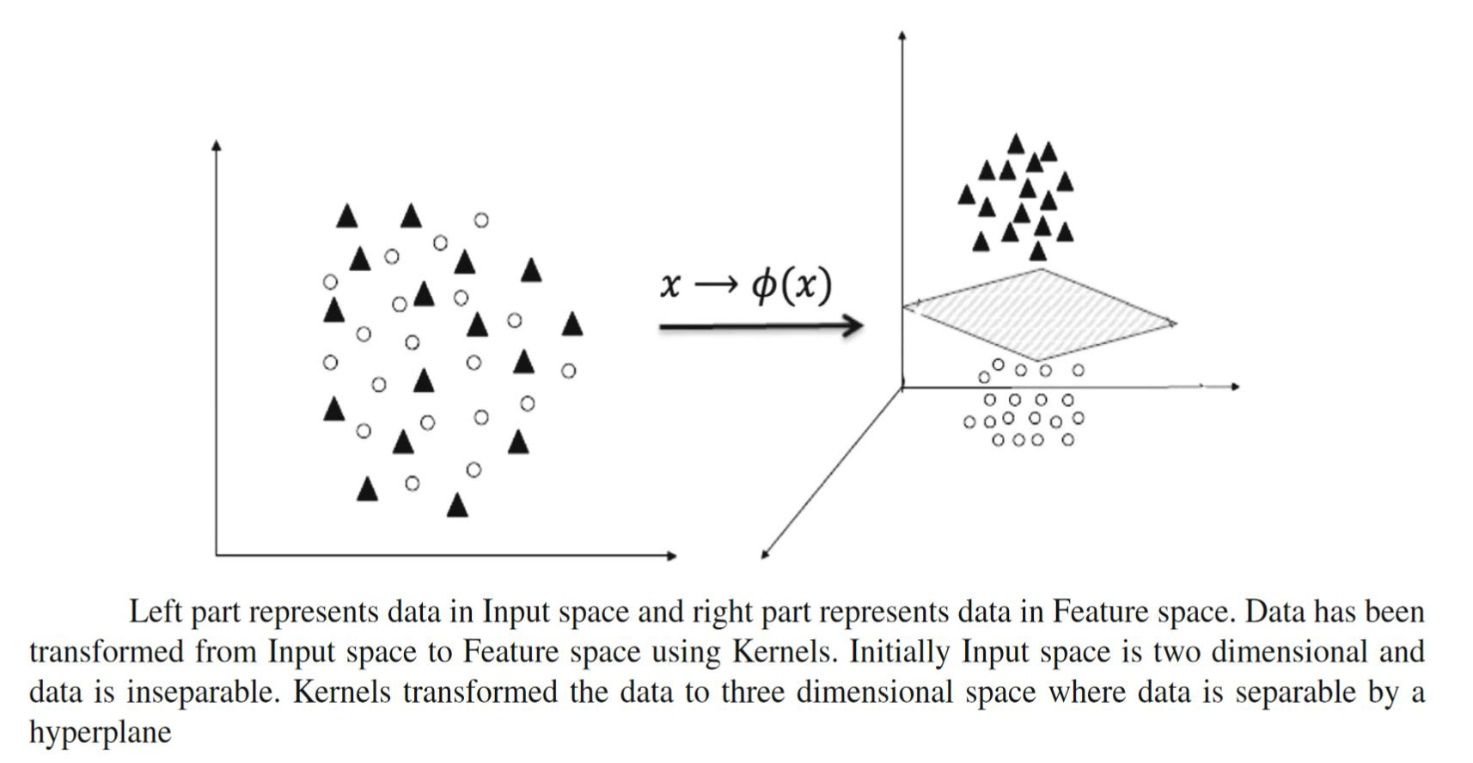 x → ϕ(x)
Left part represents data in Input space and right part represents data in Feature space. Data has been
transformed from Input space to Feature space using Kernels. Initially Input space is two dimensional and
data is inseparable. Kernels transformed the data to three dimensional space where data is separable by a
hyperplane